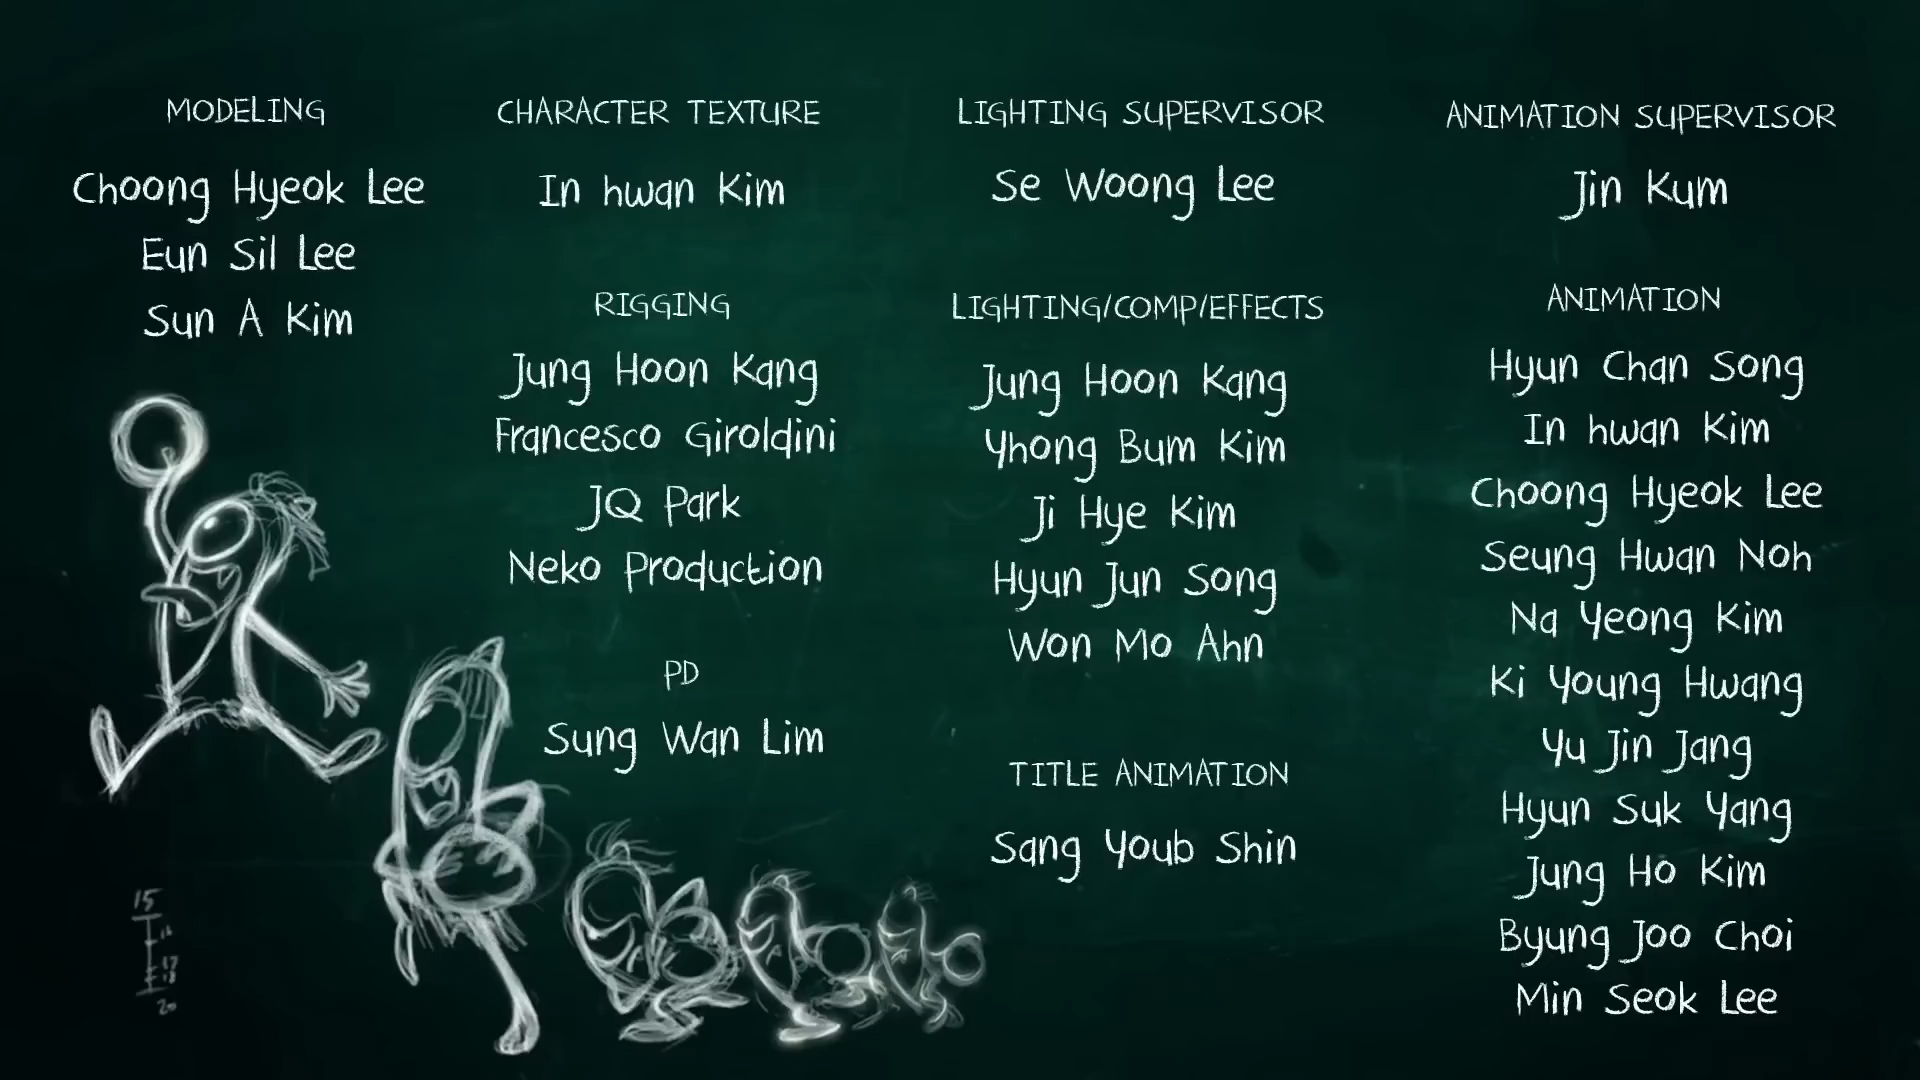 MODELING
Choong Hyeok Lee
Eun Sil Lee
Sun A Kim
CHARACTER TEXTURE
In hwan Kim
RIGGING
Jung Hoon Kang
Francesco Giroldini
JQ Park
Neko Production
PD
Sung Wan Lim
LIGHTING SUPERVISOR
Se Woong Lee
LIGHTING/COMP/EFFECTS
Jung Hoon Kang
Yhong Bum Kim
Ji Hye Kim
Hyun Jun Song
Won Mo Ahn
TITLE ANIMATION
Sang Youb Shin
ANIMATION SUPERVISOR
Jin Kum
ANIMATION
Hyun Chan Song
In hwan Kim
Choong Hyeok Lee
Seung Hwan Noh
Na Yeong Kim
Ki Young Hwang
Yu Jin Jang
Hyun Suk Yang
Jung Ho Kim
Byung Joo Choi
Min Seok Lee
15
17
18
20